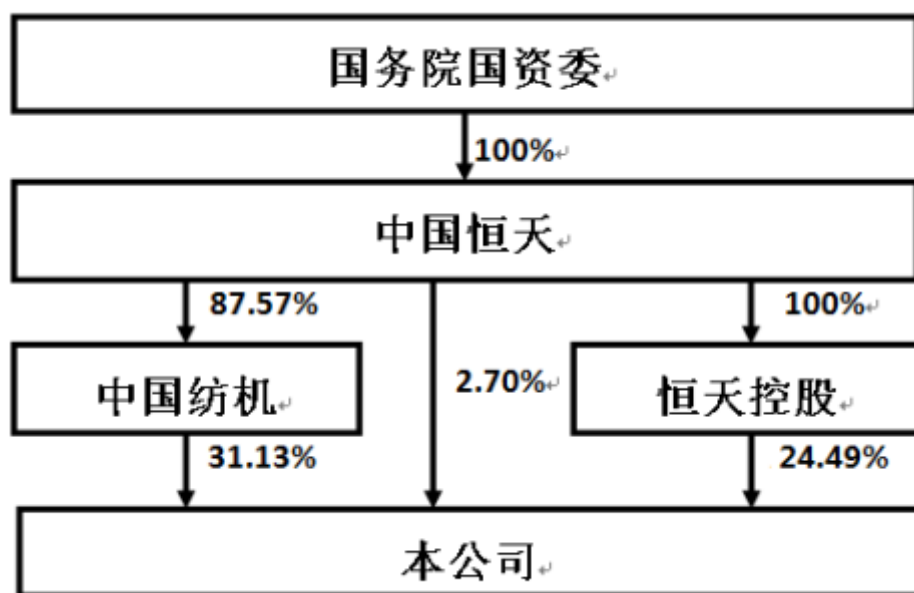 国务院国资委
100%
中国恒天
87.57%
100%
2.70%
中国纺机
恒天控股
31.13%
24.49%
本公司